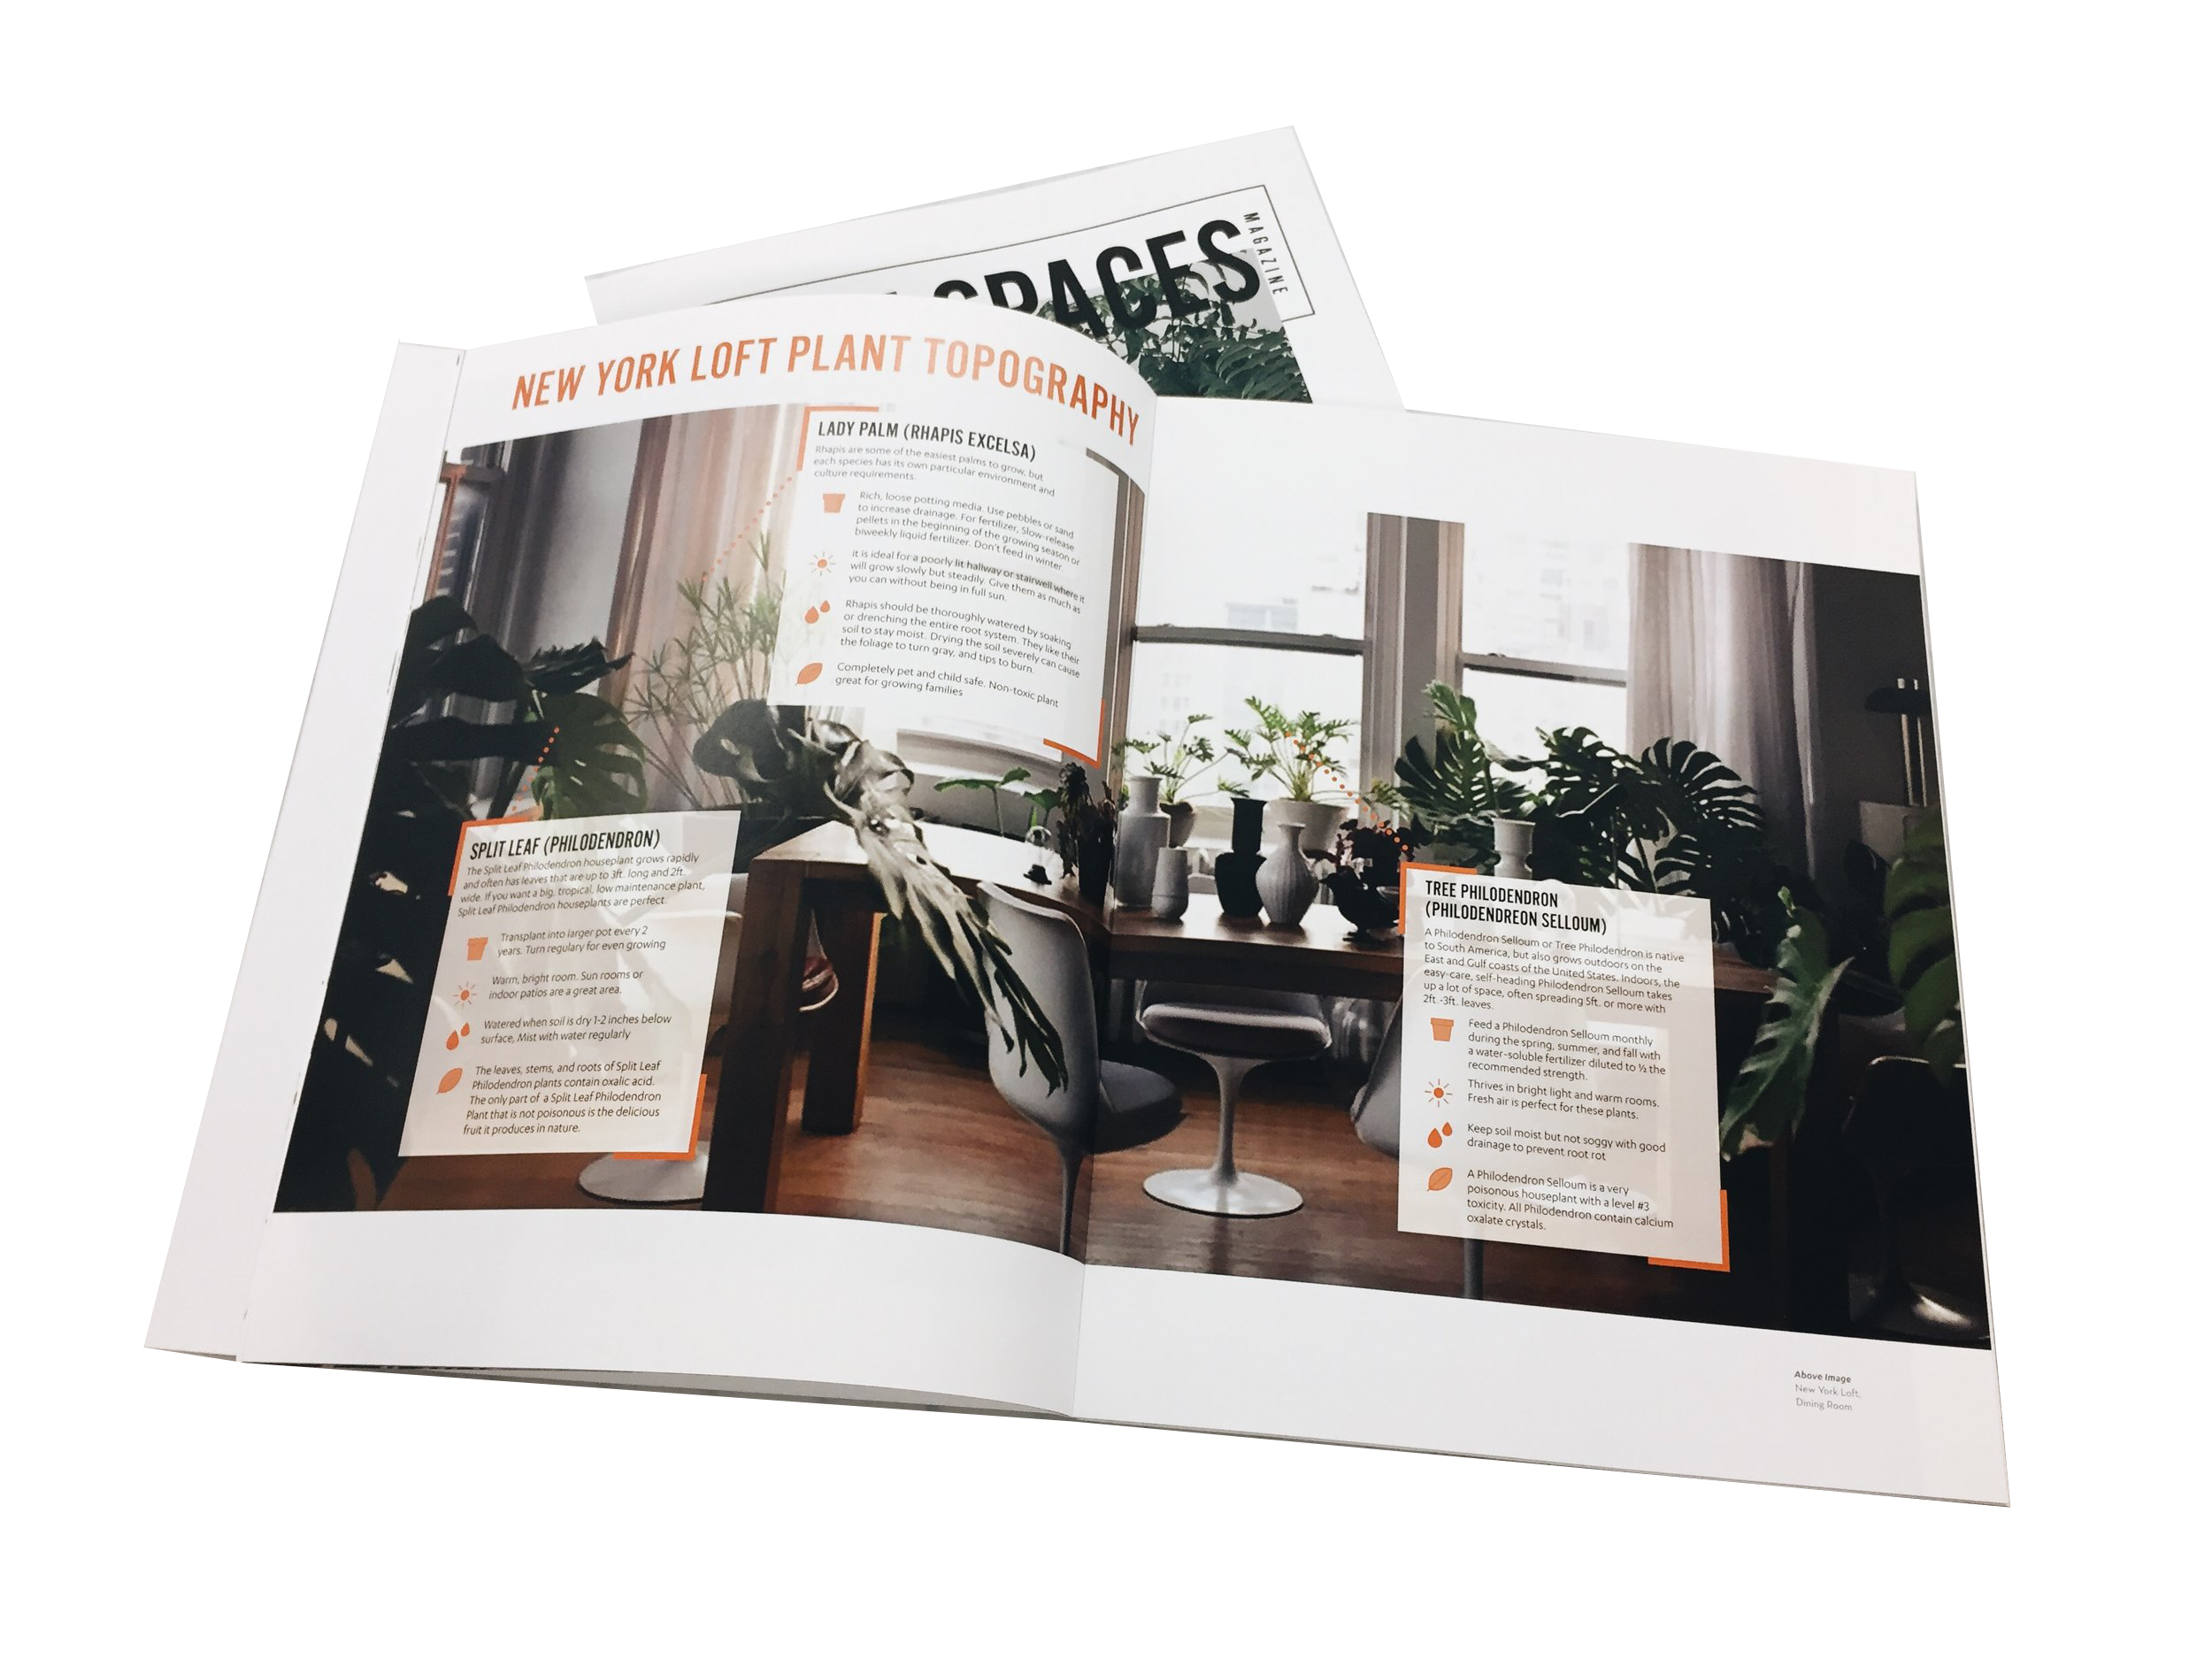 SPACES
MAGAZINE
NEW YORK LOFT PLANT TOPOGRAPHY
LADY PALM (RHAPIS EXCELSA)
Rhapis are some of the easiest palms to grow, but
each species has its own particular environment and
culture requirements.
Rich, loose potting media. Use pebbles or sand
to increase drainage. For fertilizer, Slow-release
pellets in the beginning of the growing season or
biweekly liquid fertilizer. Don't feed in winter
it is ideal for a poorly lit hallway or stairwell where it
will grow slowly but steadily. Give them as much as
you can without being in full sun.
Rhapis should be thoroughly watered by soaking
or drenching the entire root system. They like their
soil to stay moist. Drying the soil severely can cause
the foliage to turn gray, and tips to burn.
Completely pet and child safe. Non-toxic plant
great for growing families
SPLIT LEAF (PHILODENDRON)
The Split Leaf Philodendron houseplant grows rapidly
and often has leaves that are up to 3ft. long and 2ft.
wide. If you want a big, tropical, low maintenance plant,
Split Leaf Philodendron houseplants are perfect.
Transplant into larger pot every 2
years. Turn regulary for even growing
Warm, bright room. Sun rooms or
indoor patios are a great area.
Watered when soil is dry 1-2 inches below
surface, Mist with water regularly
The leaves, stems, and roots of Split Leaf
Philodendron plants contain oxalic acid.
The only part of a Split Leaf Philodendron
Plant that is not poisonous is the delicious
fruit it produces in nature.
TREE PHILODENDRON
(PHILODENDREON SELLOUM)
A Philodendron Selloum or Tree Philodendron is native
to South America, but also grows outdoors on the
East and Gulf coasts of the United States. Indoors, the
easy-care, self-heading Philodendron Selloum takes
up a lot of space, often spreading 5ft. or more with
2ft.-3ft. leaves.
Feed a Philodendron Selloum monthly
during the spring, summer, and fall with
a water-soluble fertilizer diluted to ½ the
recommended strength.
Thrives in bright light and warm rooms.
Fresh air is perfect for these plants.
Keep soil moist but not soggy with good
drainage to prevent root rot
A Philodendron Selloum is a very
poisonous houseplant with a level #3
toxicity. All Philodendron contain calcium
oxalate crystals.
Above Image
New York Loft,
Dining Room